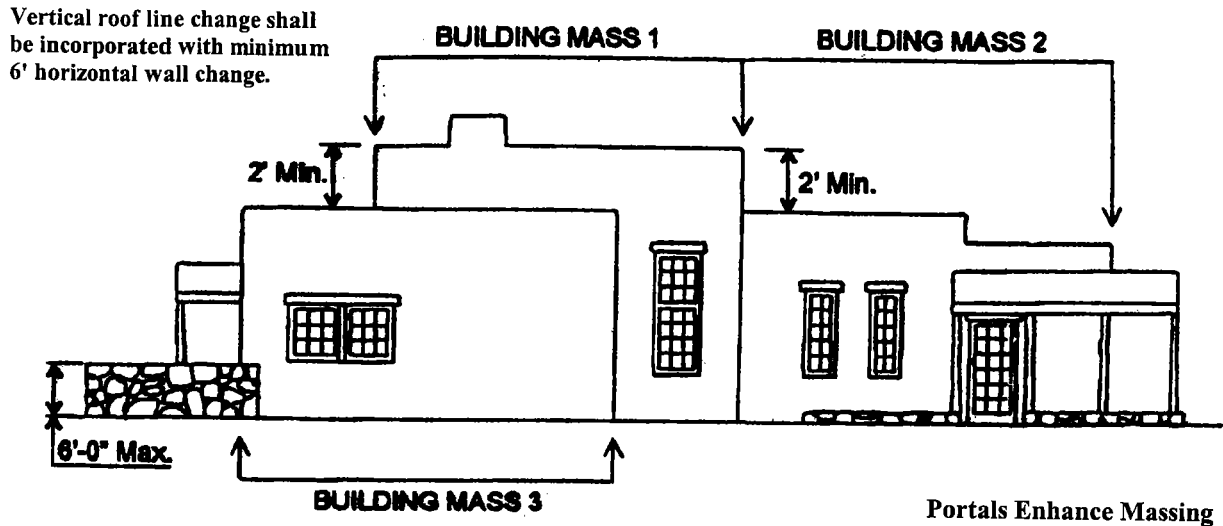 Vertical roof line change shall
be incorporated with minimum
6' horizontal wall change.
BUILDING MASS 1
BUILDING MASS 2
2' Min.
2' Min.
6'-0" Max.
BUILDING MASS 3
Portals Enhance Massing